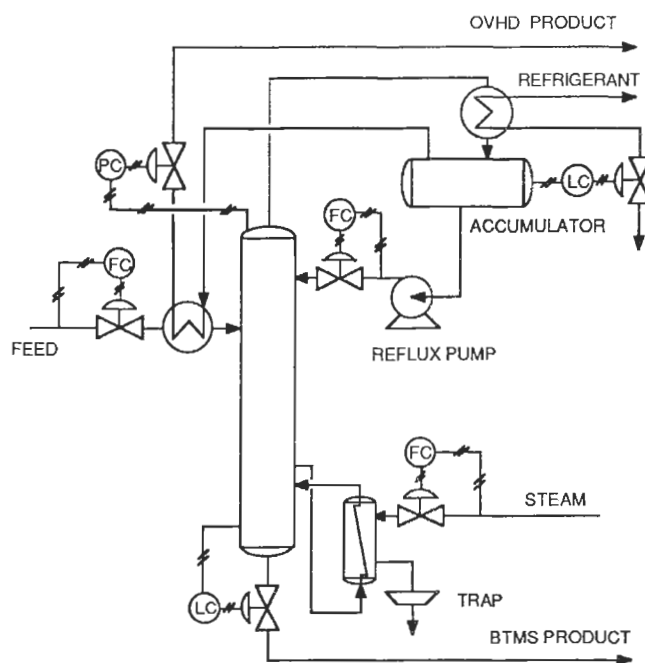 OVHD PRODUCT
REFRIGERANT
PC
LC
FC
ACCUMULATOR
FC
FEED
REFLUX PUMP
FC
STEAM
LC
TRAP
BTMS PRODUCT